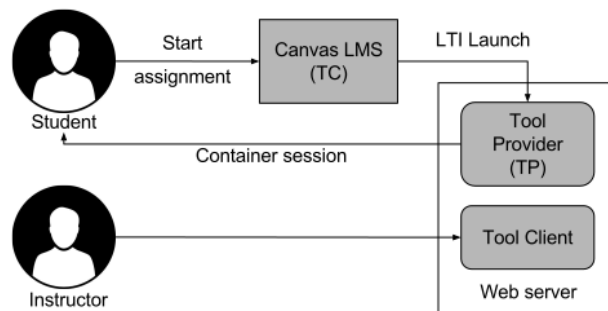 Start
assignment
Canvas LMS
(TC)
LTI Launch
Student
Tool
Provider
(TP)
Container session
Tool Client
Instructor
Web server